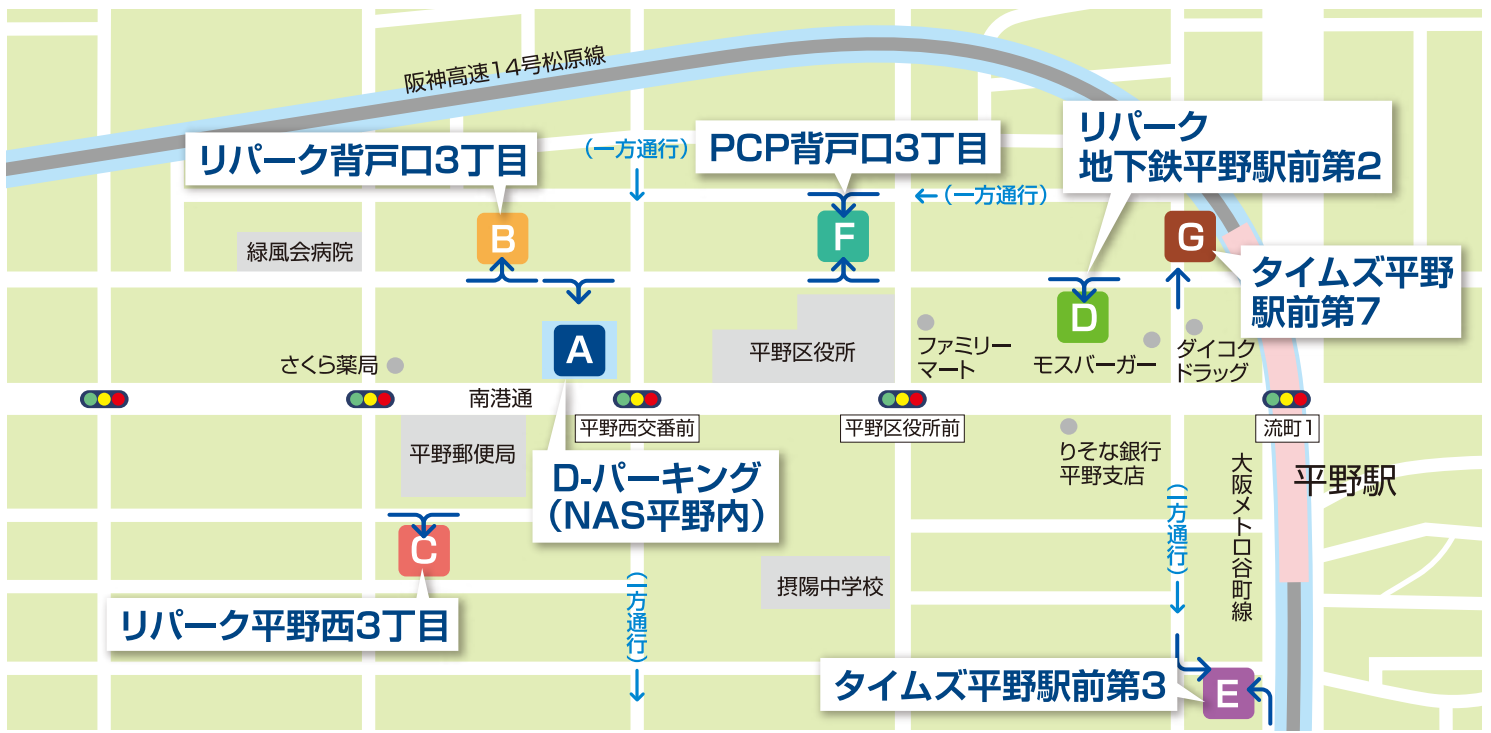 阪神高速14号松原線
リパーク背戸口3丁目
（一方通行）
PCP背戸口3丁目
リパーク
地下鉄平野駅前第2
（一方通行）
緑風会病院
B
F
G
タイムズ平野
駅前第7
A
D
平野区役所
ファミリー
マート
モスバーガー
ダイコク
ドラッグ
さくら薬局
南港通
平野西交番前
平野区役所前
流町1
平野郵便局
りそな銀行
平野支店
大阪メトロ谷町線
平野駅
D-パーキング
（NAS平野内）
（一方通行）
C
摂陽中学校
（一方通行）
リパーク平野西3丁目
タイムズ平野駅前第3
E